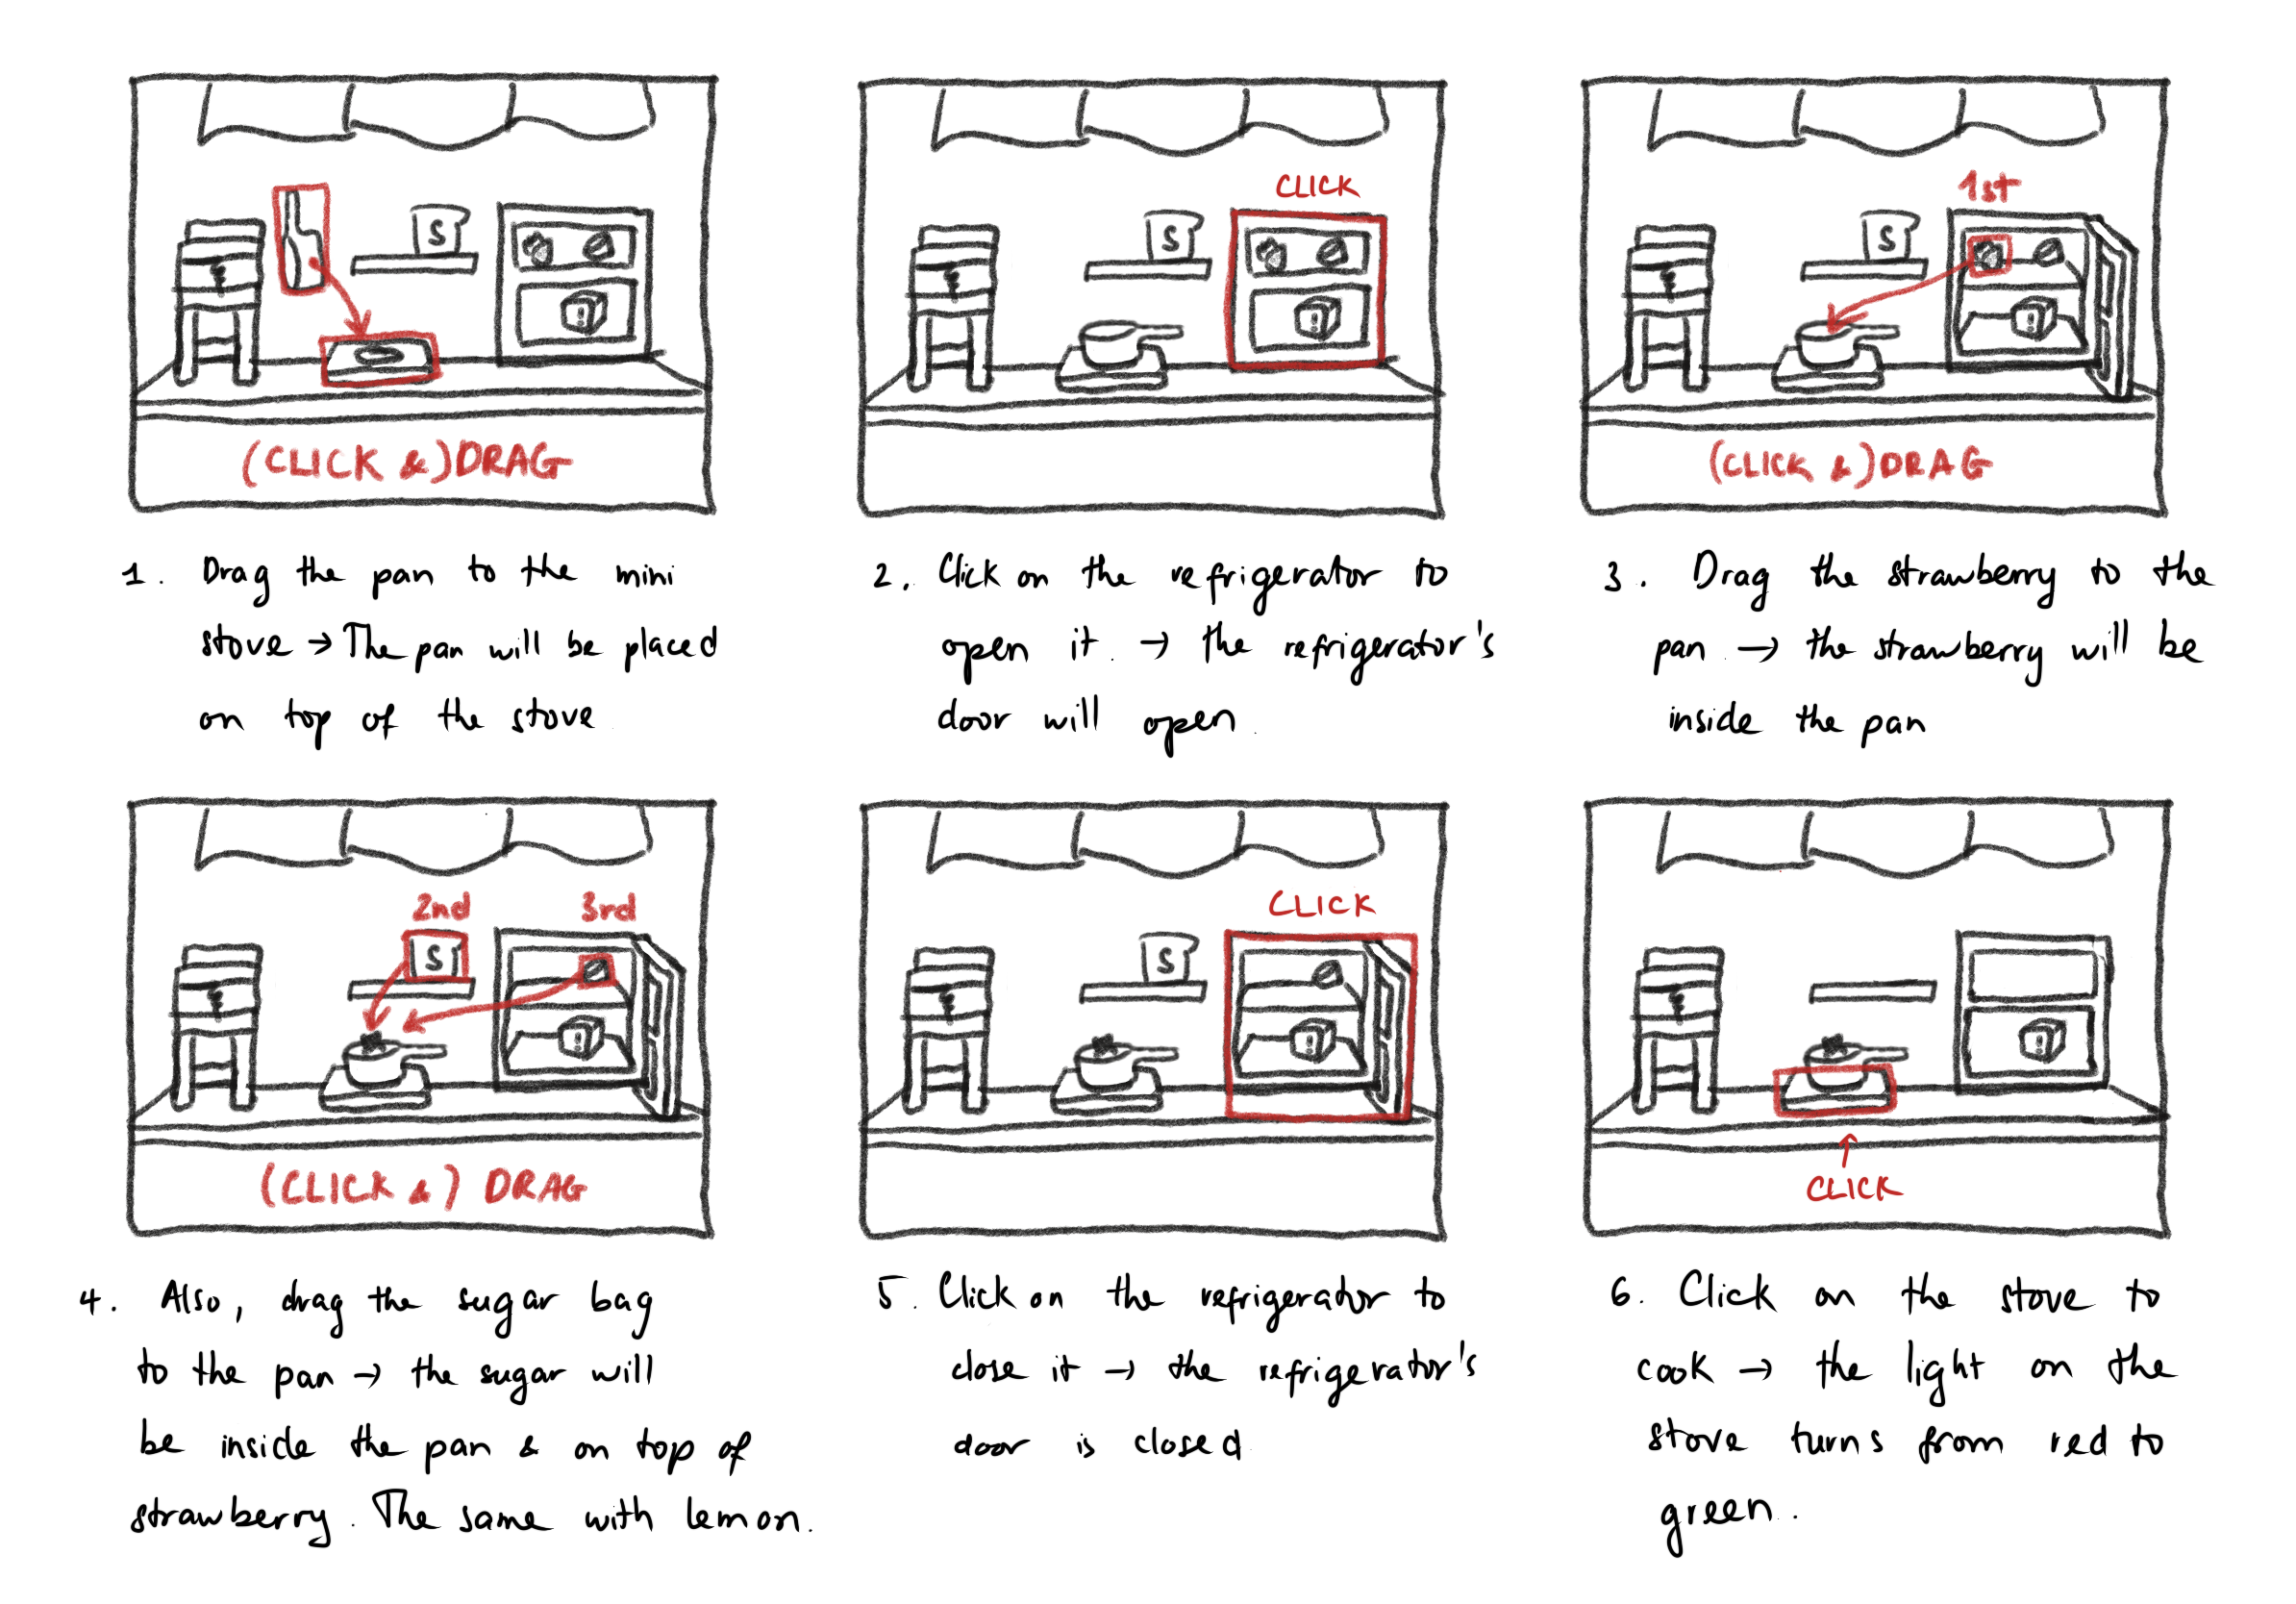 S
(CLICK &) DRAG
1. Drag the pan to the mini
stove → The pan will be placed
on top of the stove.
CLICK
S
2. Click on the refrigerator to
open it. → the refrigerator's
door will open.
1st
S
(CLICK &) DRAG
3. Drag the strawberry to the
pan → the strawberry will be
inside the pan
2nd 3rd
S
(CLICK &) DRAG
4. Also, drag the sugar bag
to the pan → the sugar will
be inside the pan & on top of
strawberry. The same with lemon.
CLICK
S
5. Click on the refrigerator to
close it → the refrigerator's
door is closed
CLICK
6. Click on the stove to
cook → the light on the
stove turns from red to
green.